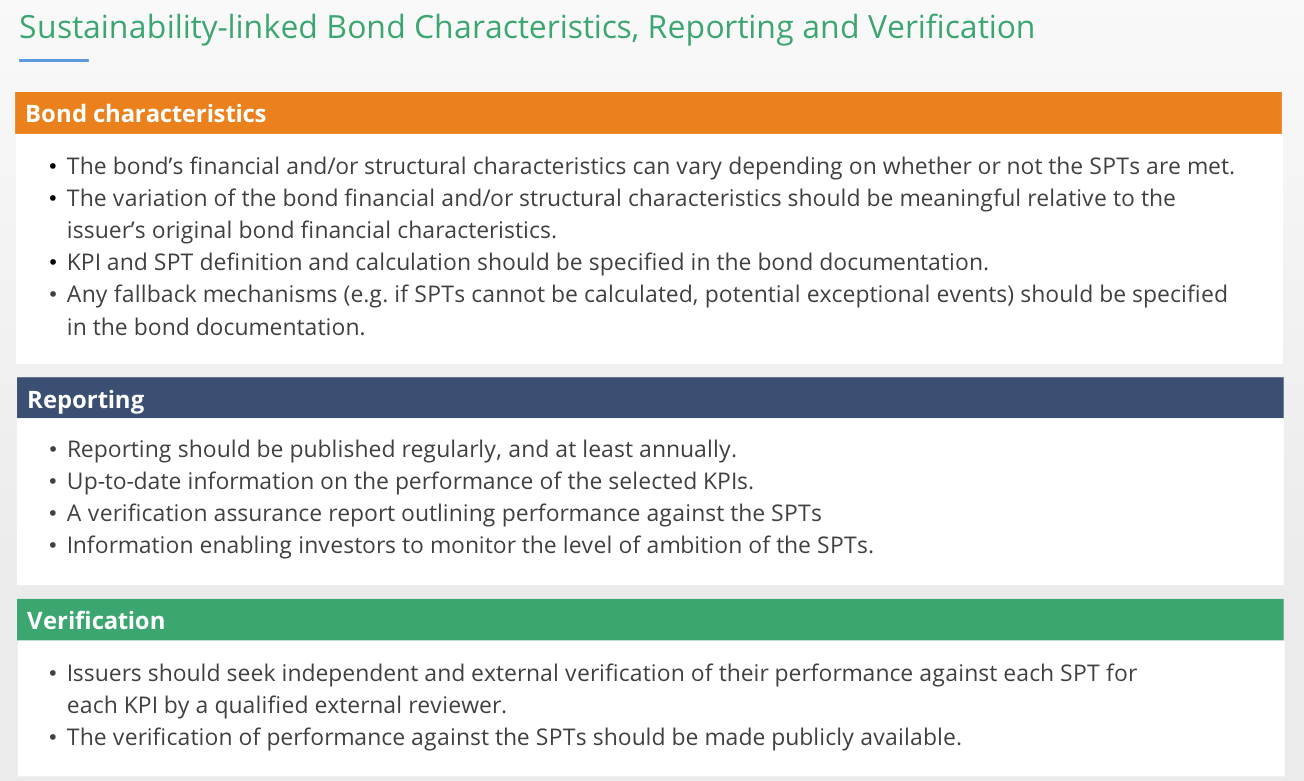 Sustainability-linked Bond Characteristics, Reporting and Verification
Bond characteristics
• The bond’s financial and/or structural characteristics can vary depending on whether or not the SPTs are met.
• The variation of the bond financial and/or structural characteristics should be meaningful relative to the
issuer’s original bond financial characteristics.
• KPI and SPT definition and calculation should be specified in the bond documentation.
• Any fallback mechanisms (e.g. if SPTs cannot be calculated, potential exceptional events) should be specified
in the bond documentation.
Reporting
• Reporting should be published regularly, and at least annually.
• Up-to-date information on the performance of the selected KPIs.
• A verification assurance report outlining performance against the SPTs
• Information enabling investors to monitor the level of ambition of the SPTs.
Verification
• Issuers should seek independent and external verification of their performance against each SPT for
each KPI by a qualified external reviewer.
• The verification of performance against the SPTs should be made publicly available.